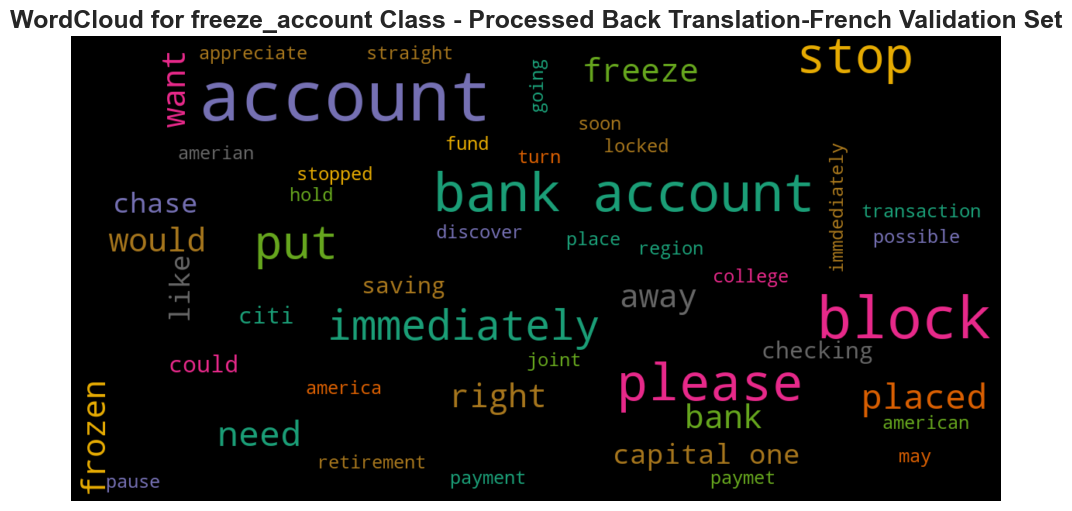 WordCloud for freeze_account Class - Processed Back Translation-French Validation Set
appreciate straight stop
want account going freeze
soon
amerian fund turn locked
stopped
hold bank account immdediately
chase transaction
would put discover place region possible
like saving away college
citi immediately block
could joint checking
america please
frozen right bank placed
need american
retirement capital one may
pause payment paymet